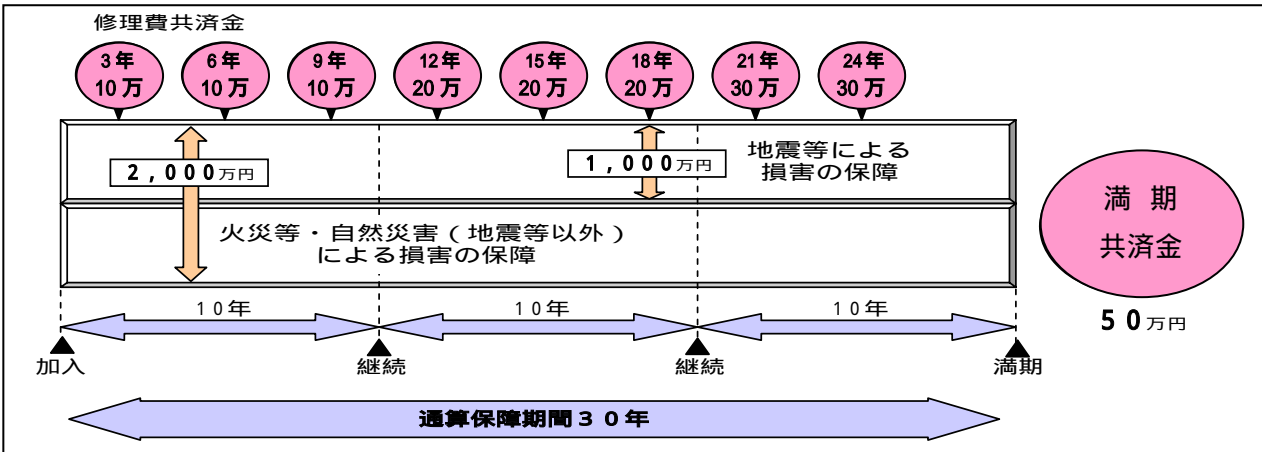 修理費共済金
3年
10万
6年
10万
9年
10万
12年
20万
15年
20万
18年
20万
21年
30万
24年
30万
2,000万円
1,000万円
地震等による
損害の保障
火災等・自然災害(地震等以外)
による損害の保障
満 期
共済金
50万円
10年
10年
10年
加入
継続
継続
満期
通算保障期間30年